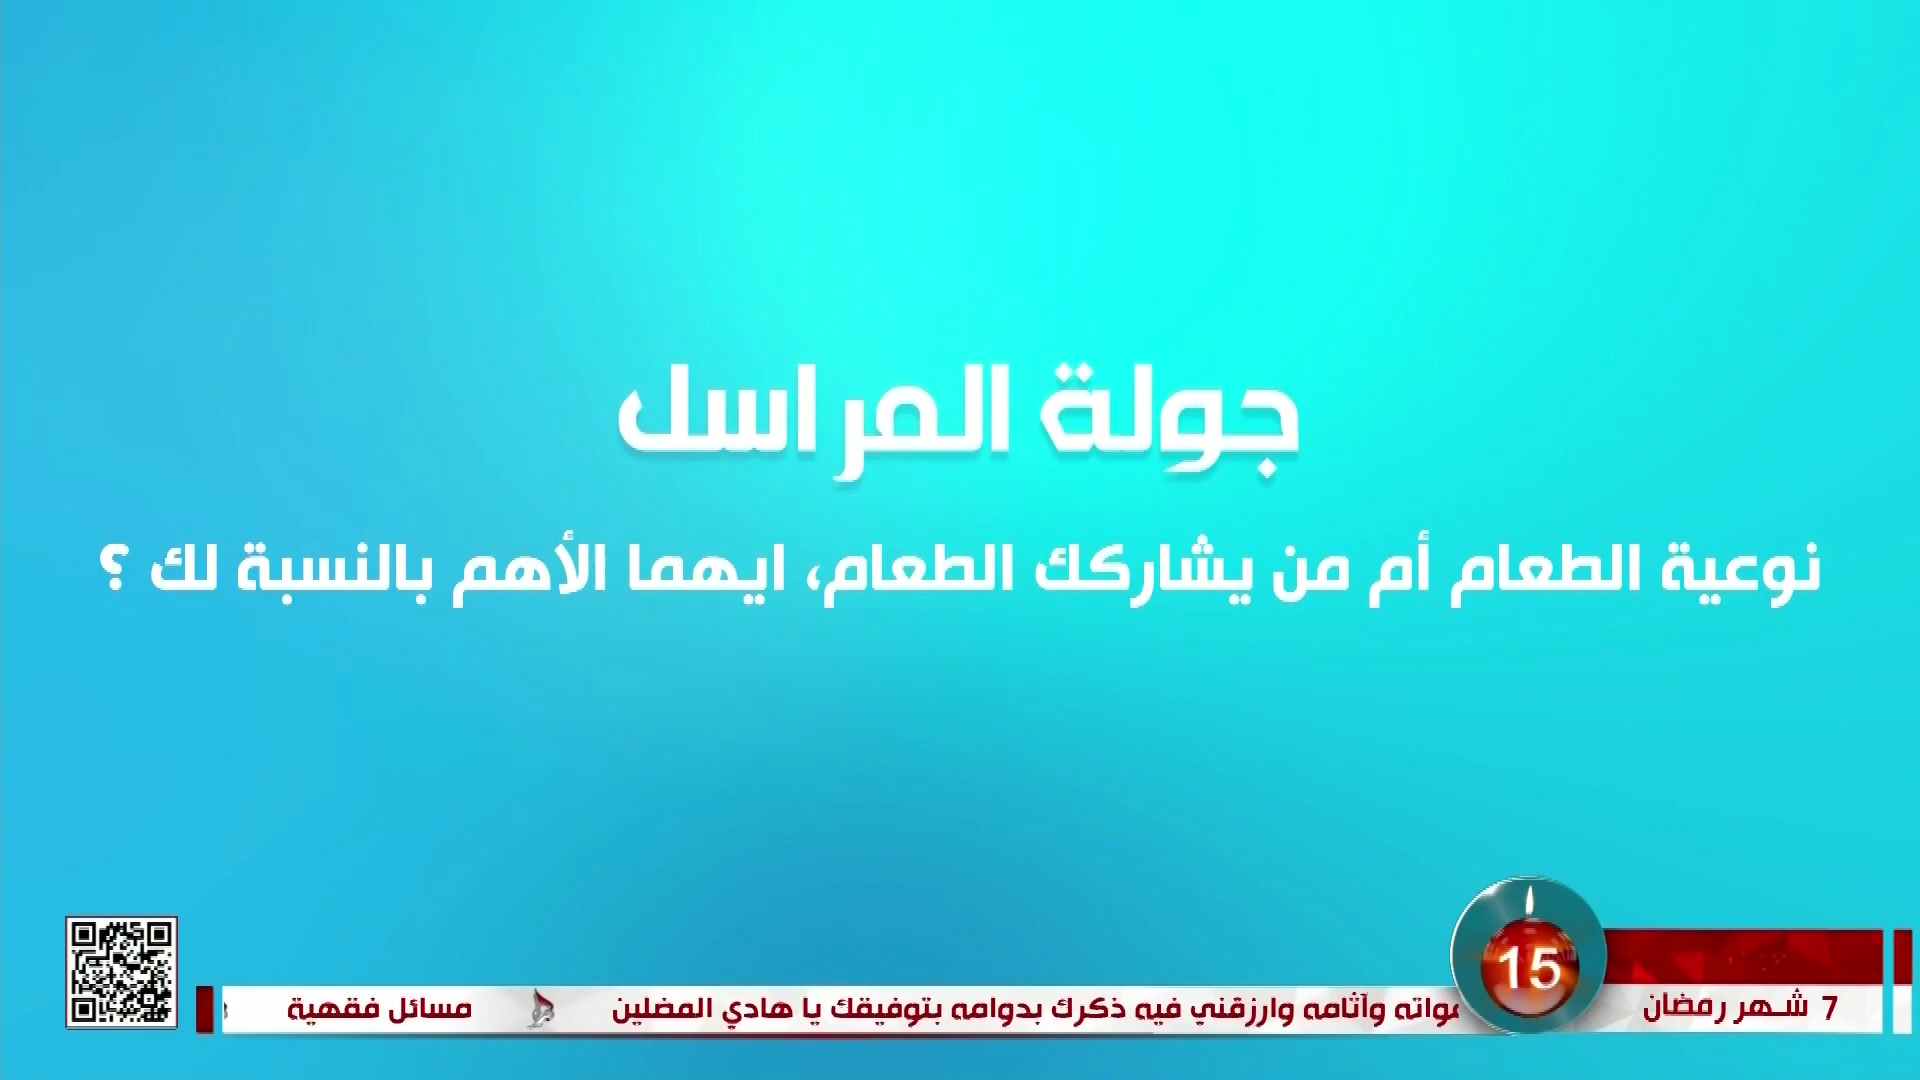 جولة المراسل
نوعية الطعام أم من يشاركك الطعام، ايهما الأهم بالنسبة لك ؟
15
7 شهر رمضان
وآثامه وارزقني فيه ذكرك بدوامه بتوفيقك يا هادي المضلين
مسائل فقهية